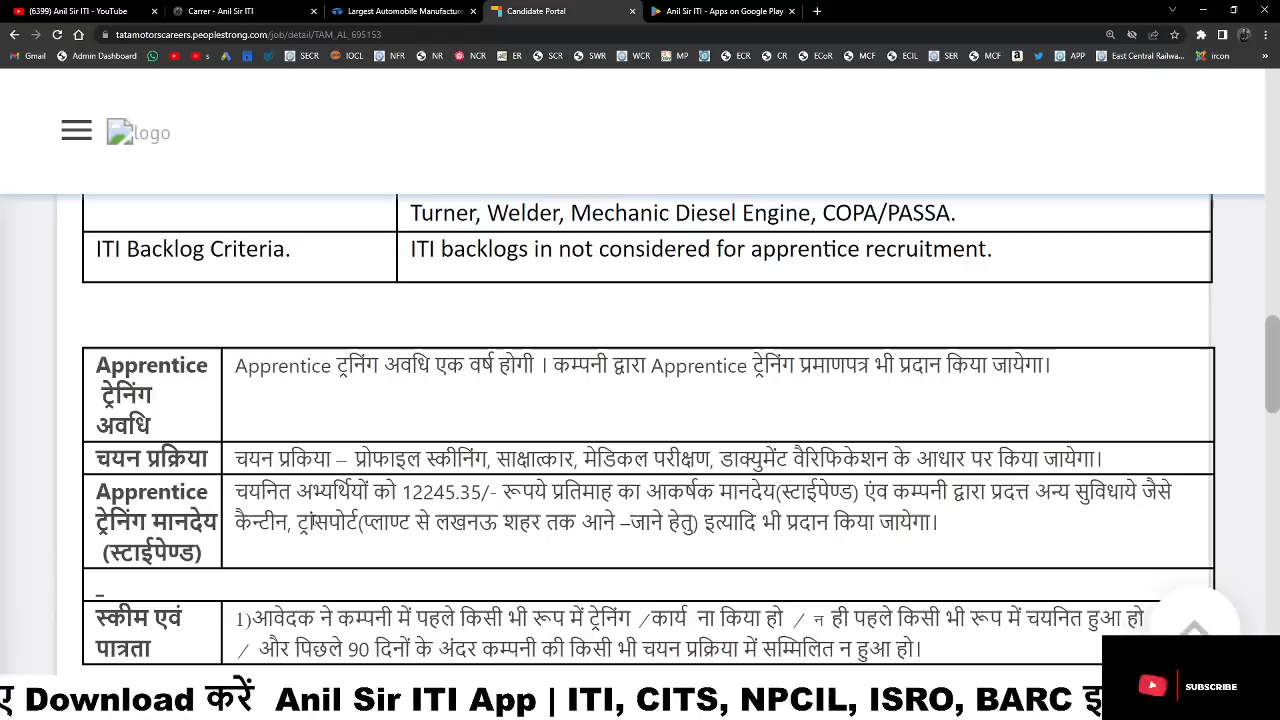 (6399) Anil Sir ITI - YouTube
Carrer • Anil Sir ITI
Largest Automobile Manufacture
Candidate Portal
Anil Sir ITI - Apps on Google Play
tatamotorscareers.peoplestrong.com/job/detail/TAM_AL_695153
Gmail Admin Dashboard s SECR IOCL NFR NR NCR ER SCR SWR WCR MP ECR CR ECoR MCF ECIL SER MCF APP East Central Railwa... ircon »
logo
Turner, Welder, Mechanic Diesel Engine, COPA/PASSA.
ITI Backlog Criteria. ITI backlogs in not considered for apprentice recruitment.
Apprentice Apprentice ट्रनिंग अवधि एक वर्ष होगी । कम्पनी द्वारा Apprentice ट्रेनिंग प्रमाणपत्र भी प्रदान किया जायेगा।
ट्रेनिंग
अवधि
चयन प्रक्रिया चयन प्रकिया – प्रोफाइल स्कीनिंग, साक्षात्कार, मेडिकल परीक्षण, डाक्युमेंट वैरिफिकेशन के आधार पर किया जायेगा।
Apprentice चयनित अभ्यर्थियों को 12245.35/- रूपये प्रतिमाह का आकर्षक मानदेय(स्टाईपेण्ड) एंव कम्पनी द्वारा प्रदत्त अन्य सुविधाये जैसे
ट्रेनिंग मानदेय कैन्टीन, ट्रांसपोर्ट(प्लाण्ट से लखनऊ शहर तक आने –जाने हेतु) इत्यादि भी प्रदान किया जायेगा।
(स्टाईपेण्ड)
स्कीम एवं 1)आवेदक ने कम्पनी में पहले किसी भी रूप में ट्रेनिंग /कार्य ना किया हो / न ही पहले किसी भी रूप में चयनित हुआ हो
पात्रता / और पिछले 90 दिनों के अंदर कम्पनी की किसी भी चयन प्रक्रिया में सम्मिलित न हुआ हो।
ए Download करें Anil Sir ITI App | ITI, CITS, NPCIL, ISRO, BARC इ
SUBSCRIBE